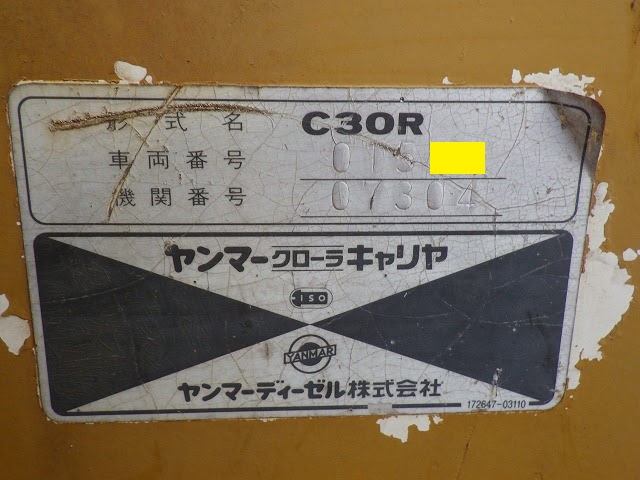 形式名 C30R
車両番号 015
機関番号 07304
ヤンマークローラキャリヤ
ISO
YANMAR
ヤンマーディーゼル株式会社
172647-03110